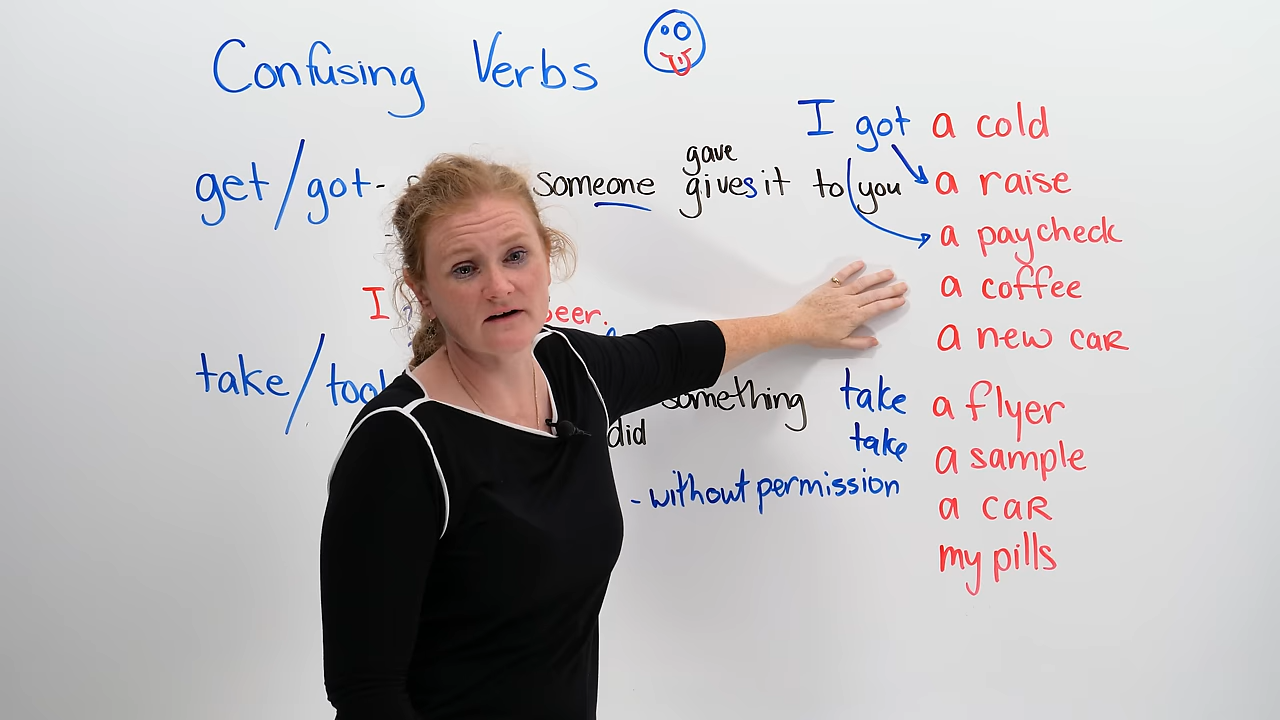 Confusing Verbs
I got a cold
gave
get/got- someone gives it to you a raise
a paycheck
a coffee
I beer.
a new car
take/took something take a flyer
did take a sample
- without permission
a car
my pills